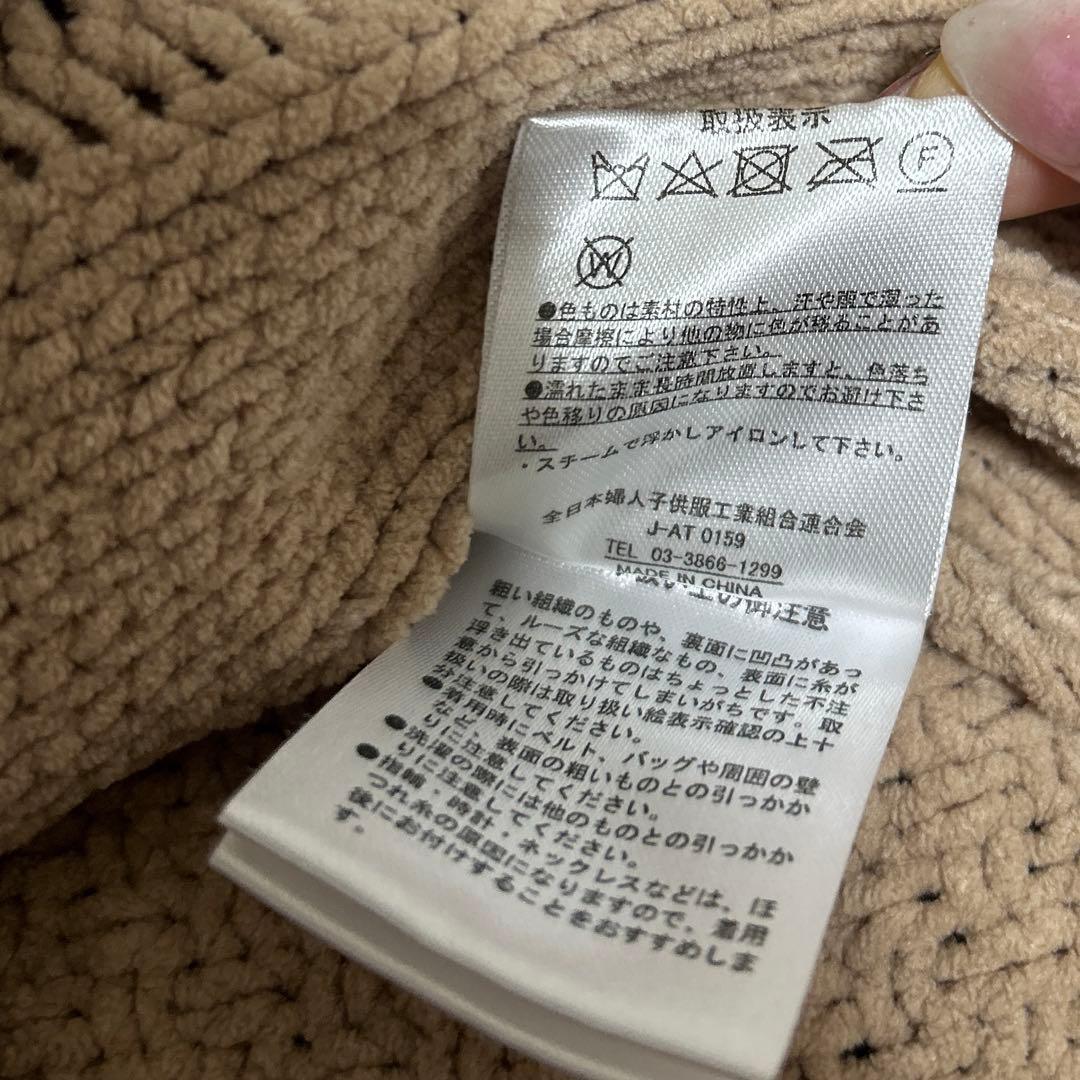 取扱表示
F
W
●色ものは素材の特性上、汗や雨で湿った
場合摩擦により他の物に色が移ることがあ
りますのでご注意下さい。
●濡れたまま長時間放置しますと、色落ち
や色移りの原因になりますのでお避け下さ
い。
・スチームで浮かしアイロンして下さい。
全日本婦人子供服工業組合連合会
J-AT 0159
TEL 03-3866-1299
MADE IN CHINA
上の御注意
粗い組織のものや、裏面に凹凸があっ
て、ルーズな組織なもの、表面に糸が
浮き出ているものはちょっとした不注
意から引っかけてしまいがちです。取
扱いの際は取り扱い絵表示確認の上十
分注意してください。
●着用時にベルト、バッグや周囲の壁
など、表面の粗いものとの引っかか
りに注意してください。
●洗濯の際には他のものとの引っかか
りに注意してください。
●指輪・時計・ネックレスなどは、ほ
つれ糸の原因になりますので、着用
後にお付けすることをおすすめしま
す。